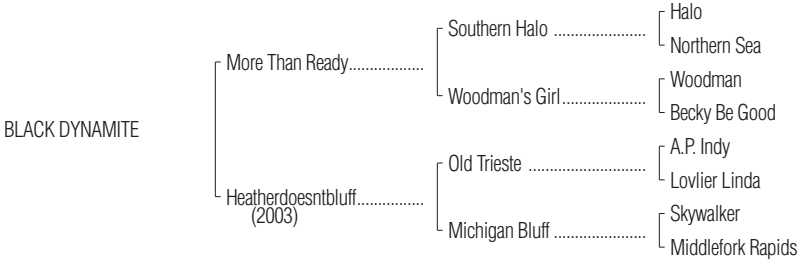 Halo
Southern Halo ......................
Northern Sea
More Than Ready..................
Woodman
Woodman's Girl....................
Becky Be Good
BLACK DYNAMITE
A.P. Indy
Old Trieste ............................
Lovlier Linda
Heatherdoesntbluff................
(2003)
Skywalker
Michigan Bluff ......................
Middlefork Rapids